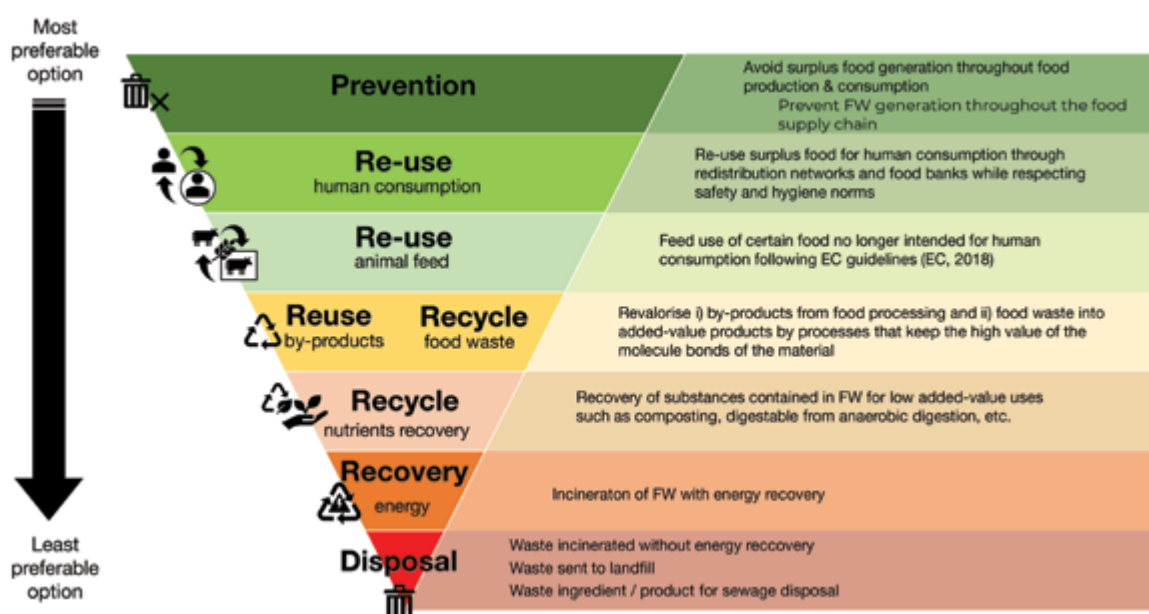 Most
preferable
option
Prevention
Avoid surplus food generation throughout food
production & consumption
Prevent FW generation throughout the food
supply chain
Re-use
human consumption
Re-use surplus food for human consumption through
redistribution networks and food banks while respecting
safety and hygiene norms
Re-use
animal feed
Feed use of certain food no longer intended for human
consumption following EC guidelines (EC, 2018)
Reuse
by-products
Recycle
food waste
Revalorise i) by-products from food processing and ii) food waste into
added-value products by processes that keep the high value of the
molecule bonds of the material
Recycle
nutrients recovery
Recovery of substances contained in FW for low added-value uses
such as composting, digestable from anaerobic digestion, etc.
Recovery
energy
Incineraton of FW with energy recovery
Least
preferable
option
Disposal
Waste incinerated without energy reccovery
Waste sent to landfill
Waste ingredient / product for sewage disposal